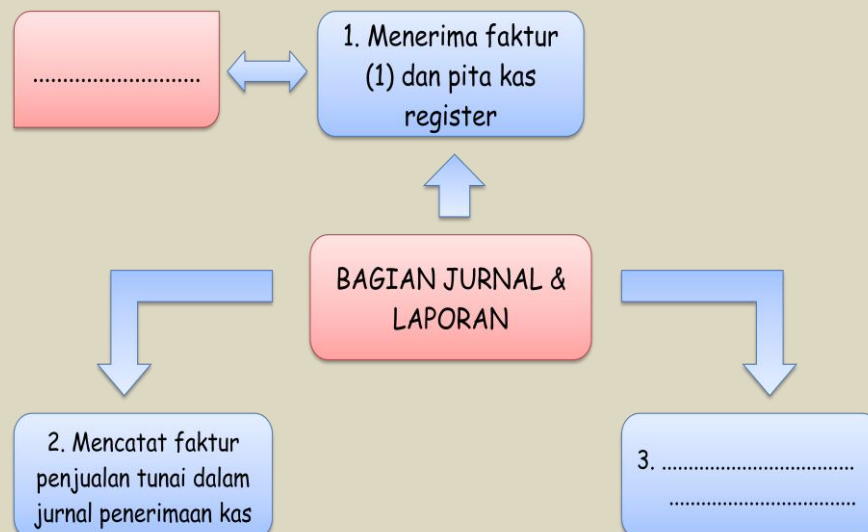 ............................
1. Menerima faktur
(1) dan pita kas
register
BAGIAN JURNAL &
LAPORAN
2. Mencatat faktur
penjualan tunai dalam
jurnal penerimaan kas
3. ...................................
..................................